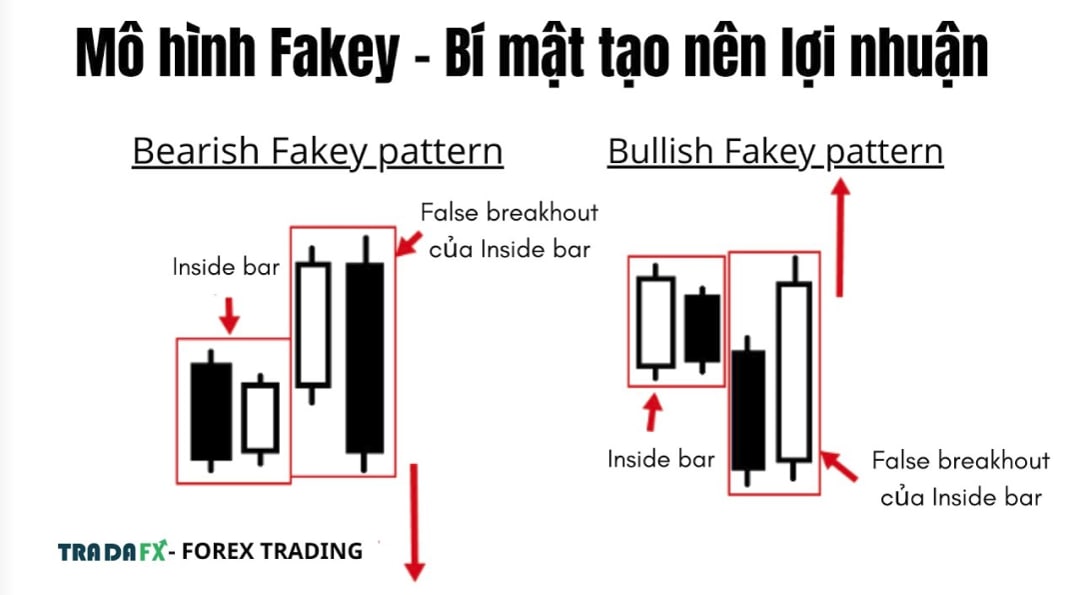 Mô hình Fakey - Bí mật tạo nên lợi nhuận
Bearish Fakey pattern
Bullish Fakey pattern
False breakhout
của Inside bar
Inside bar
Inside bar
False breakhout
của Inside bar
TRADAFX - FOREX TRADING